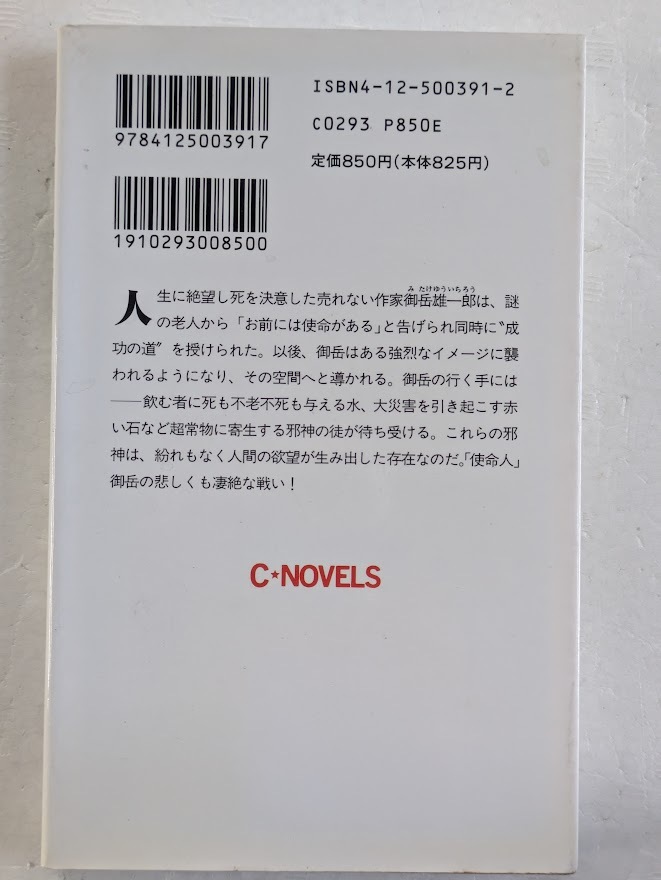 ISBN4-12-500391-2
9784125003917
C0293 P850E
定価850円(本体825円)
1910293008500
人生に絶望し死を決意した売れない作家御岳雄一郎は、謎
みたけゆういちろう
の老人から「お前には使命がある」と告げられ同時に〝成
功の道〟を授けられた。以後、御岳はある強烈なイメージに襲
われるようになり、その空間へと導かれる。御岳の行く手には
――飲む者に死も不老不死も与える水、大災害を引き起こす赤
い石など超常物に寄生する邪神の徒が待ち受ける。これらの邪
神は、紛れもなく人間の欲望が生み出した存在なのだ。「使命人」
御岳の悲しくも凄絶な戦い！
C★NOVELS